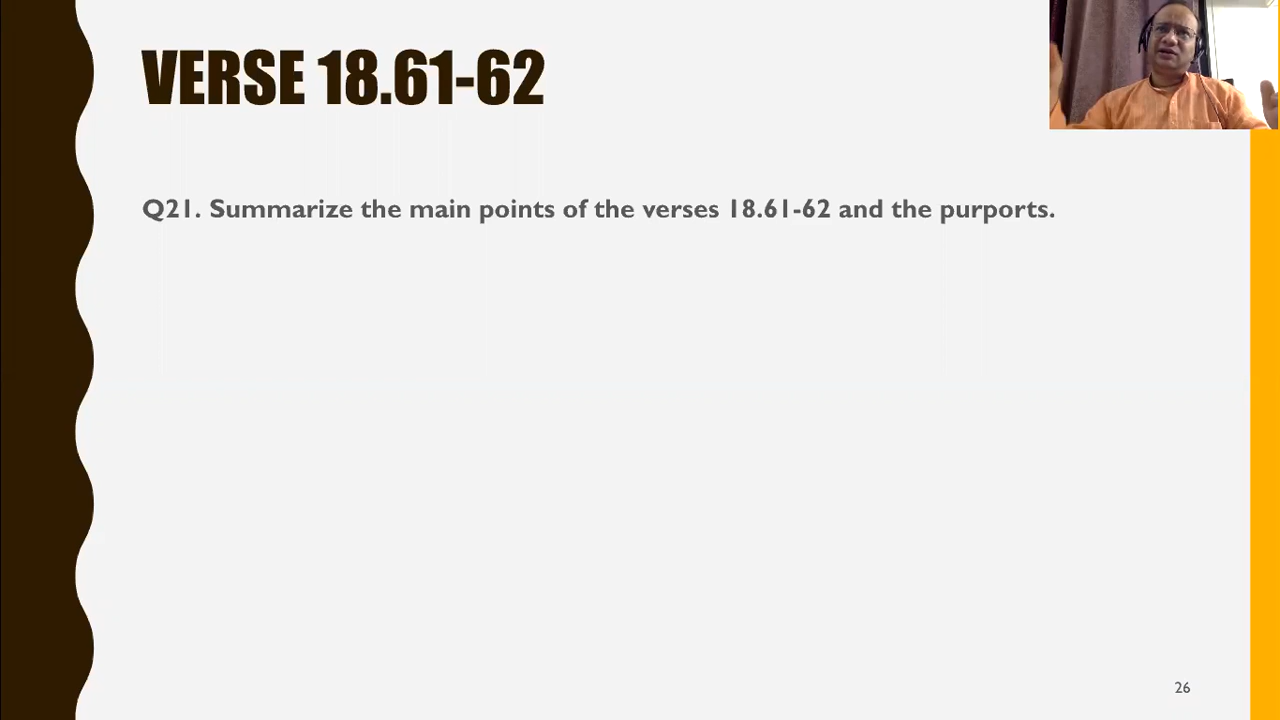 VERSE 18.61-62
Q21. Summarize the main points of the verses 18.61-62 and the purports.
26